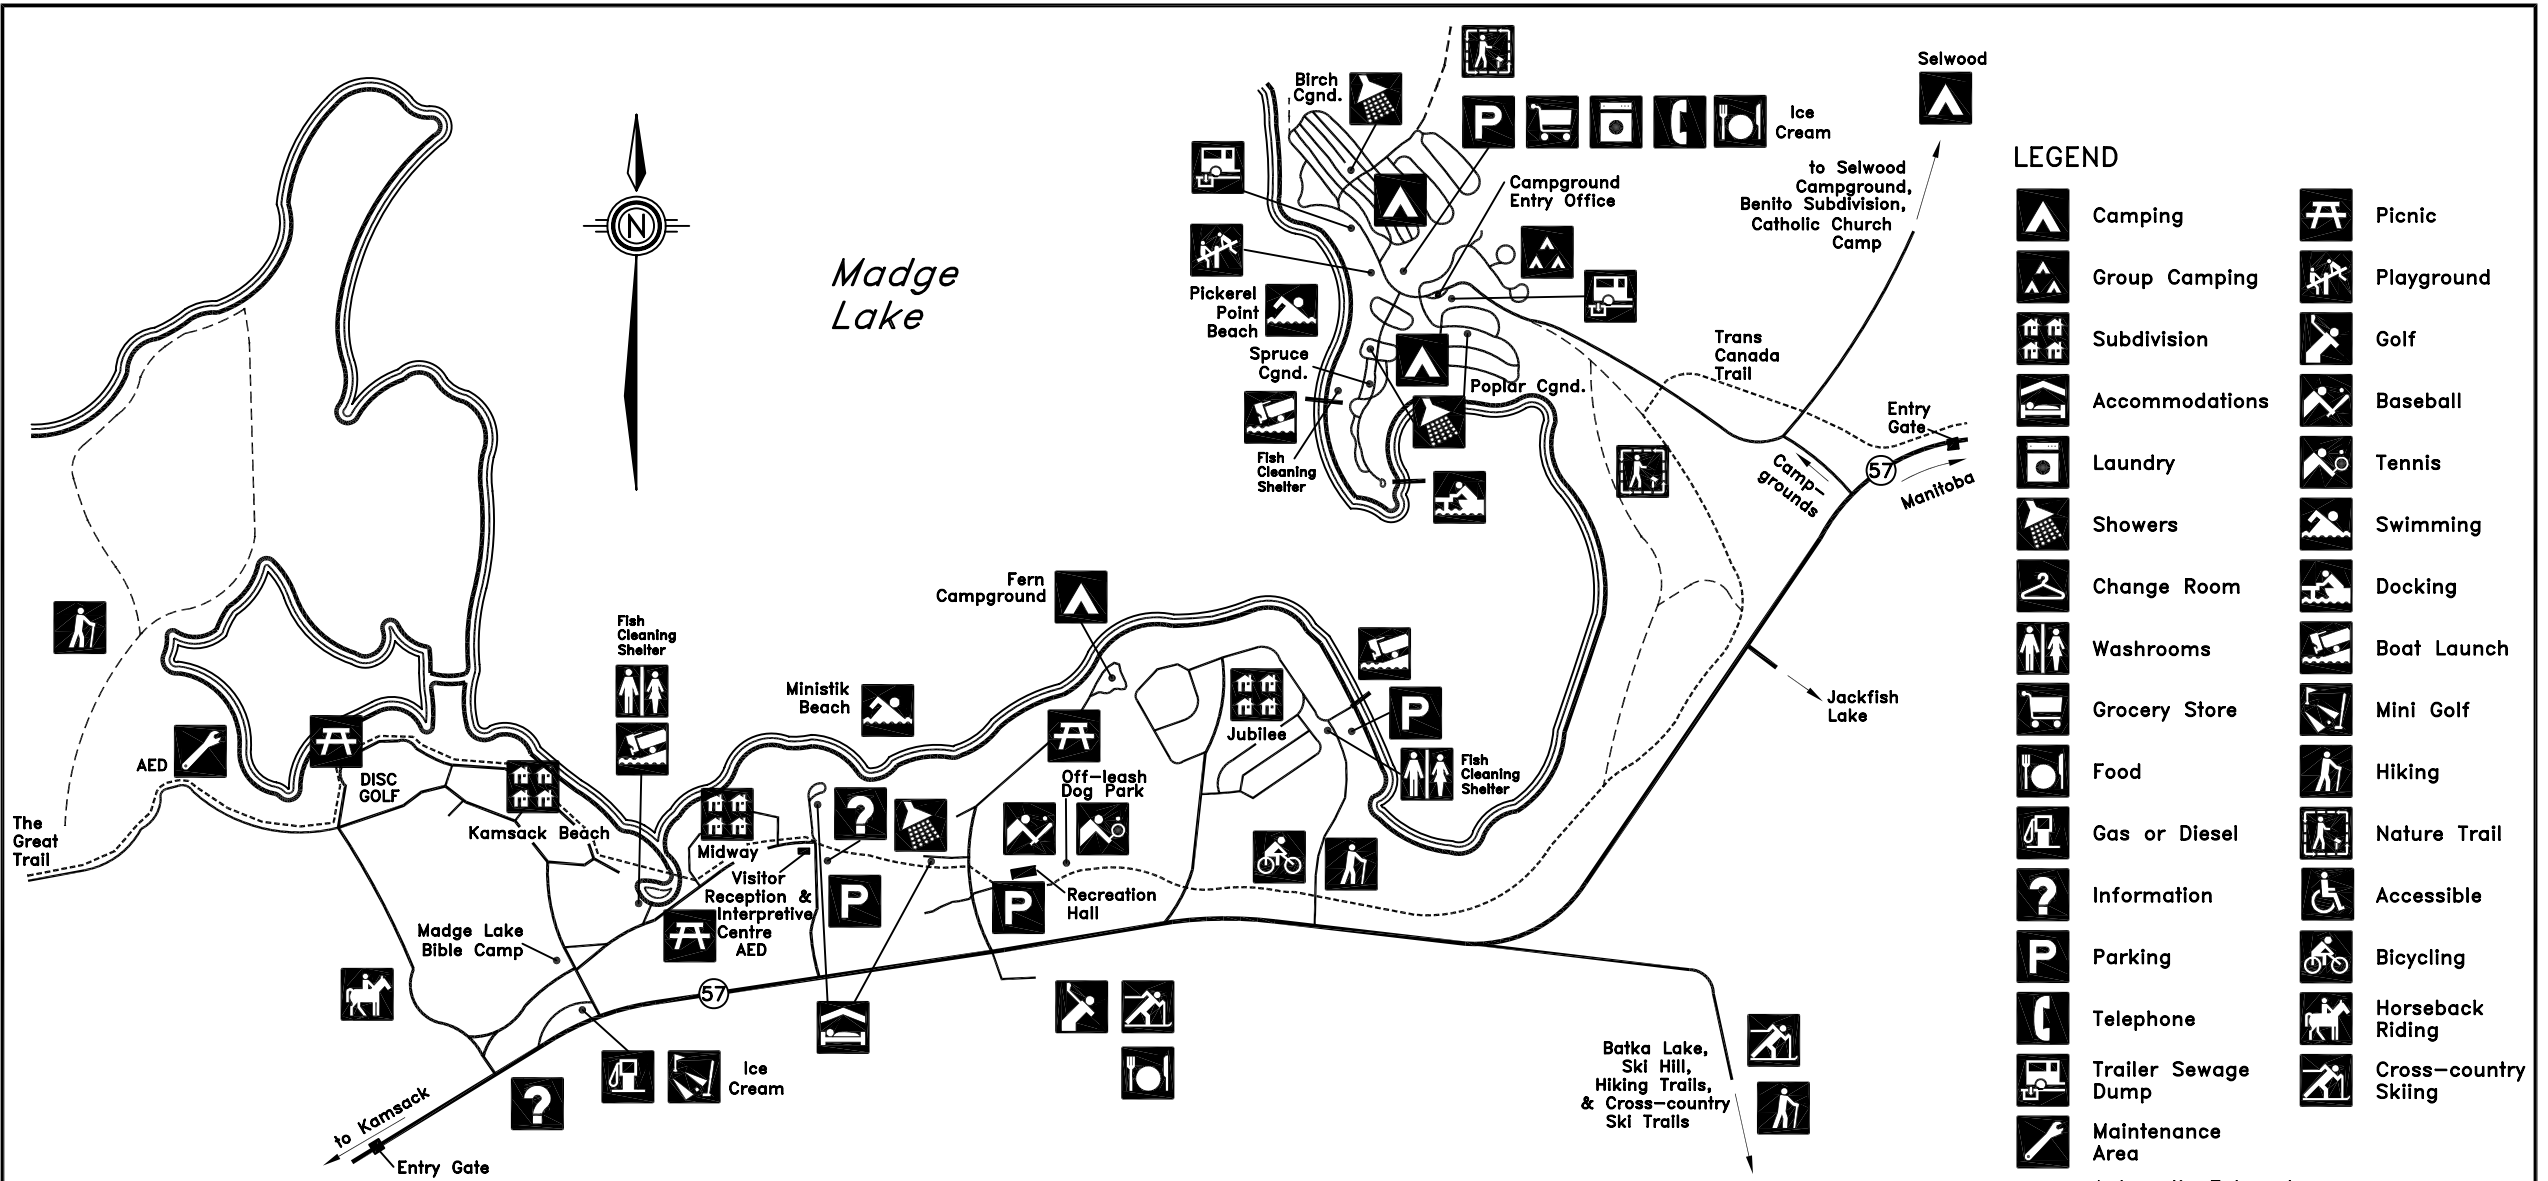 Selwood
Birch
Cgnd.
P
Ice
Cream
LEGEND
to Selwood
Campground,
Benito Subdivision,
Catholic Church
Camp
Campground
Entry Office
N
Madge
Lake
Pickerel
Point
Beach
Spruce
Cgnd.
Poplar Cgnd.
Trans
Canada
Trail
Entry
Gate
57
Manitoba
Camp-
grounds
Fish
Cleaning
Shelter
Fern
Campground
Fish
Cleaning
Shelter
Ministik
Beach
Jackfish
Lake
P
Jubilee
Fish
Cleaning
Shelter
AED
DISC
GOLF
Off-leash
Dog Park
The
Great
Trail
Kamsack Beach
Midway
?
Visitor
Reception &
Interpretive
Centre
AED
P
P
Recreation
Hall
Madge Lake
Bible Camp
57
Ice
Cream
?
to Kamsack
Entry Gate
Batka Lake,
Ski Hill,
Hiking Trails,
& Cross-country
Ski Trails
Camping
Group Camping
Subdivision
Accommodations
Laundry
Showers
Change Room
Washrooms
Grocery Store
Food
Gas or Diesel
? Information
P Parking
Telephone
Trailer Sewage
Dump
Maintenance
Area
Picnic
Playground
Golf
Baseball
Tennis
Swimming
Docking
Boat Launch
Mini Golf
Hiking
Nature Trail
Accessible
Bicycling
Horseback
Riding
Cross-country
Skiing